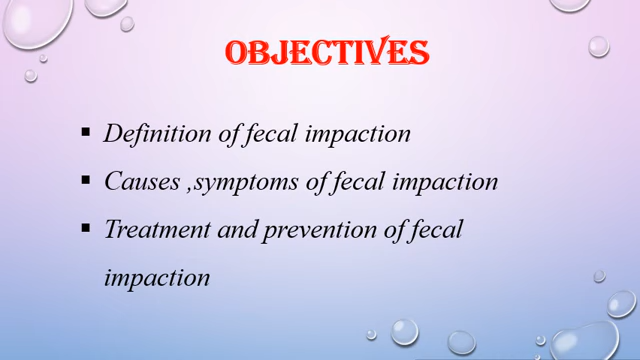 OBJECTIVES
▪ Definition of fecal impaction
▪ Causes ,symptoms of fecal impaction
▪ Treatment and prevention of fecal
impaction